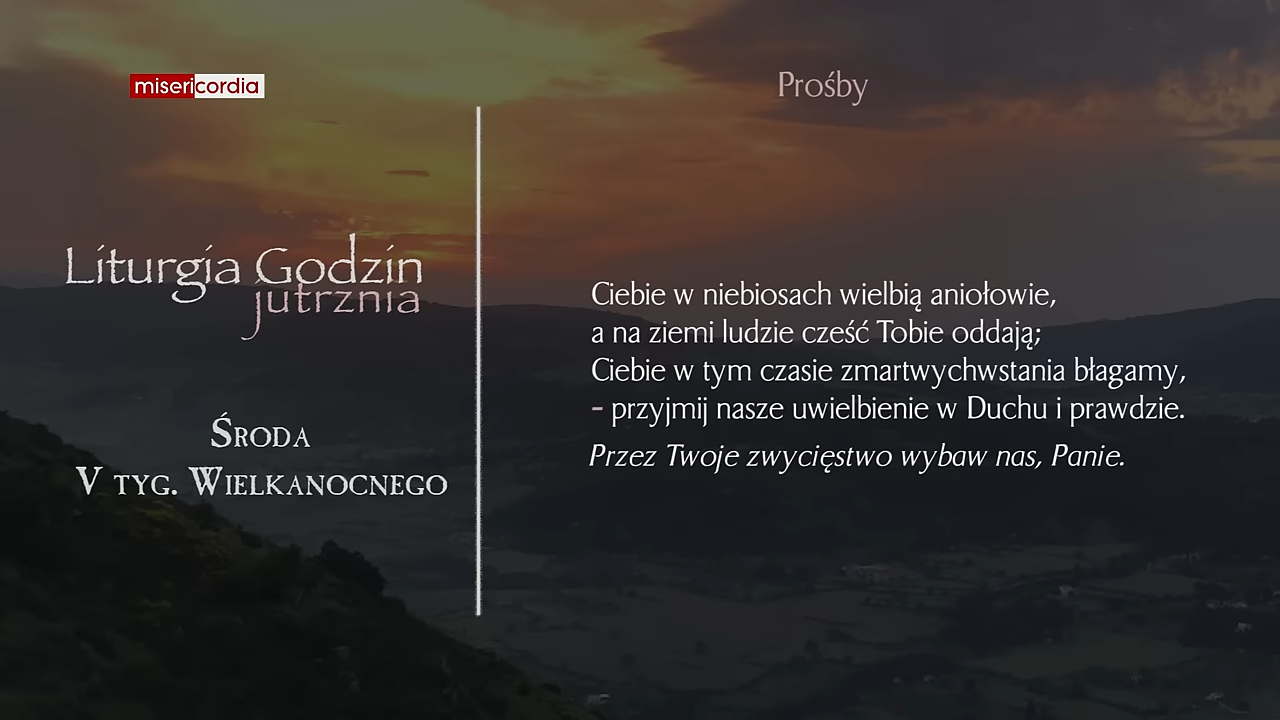 misericordia
Liturgia Godzin
jutrznia
Środa
V tyg. Wielkanocnego
Prośby
Ciebie w niebiosach wielbią aniołowie,
a na ziemi ludzie cześć Tobie oddają;
Ciebie w tym czasie zmartwychwstania błagamy,
- przyjmij nasze uwielbienie w Duchu i prawdzie.
Przez Twoje zwycięstwo wybaw nas, Panie.